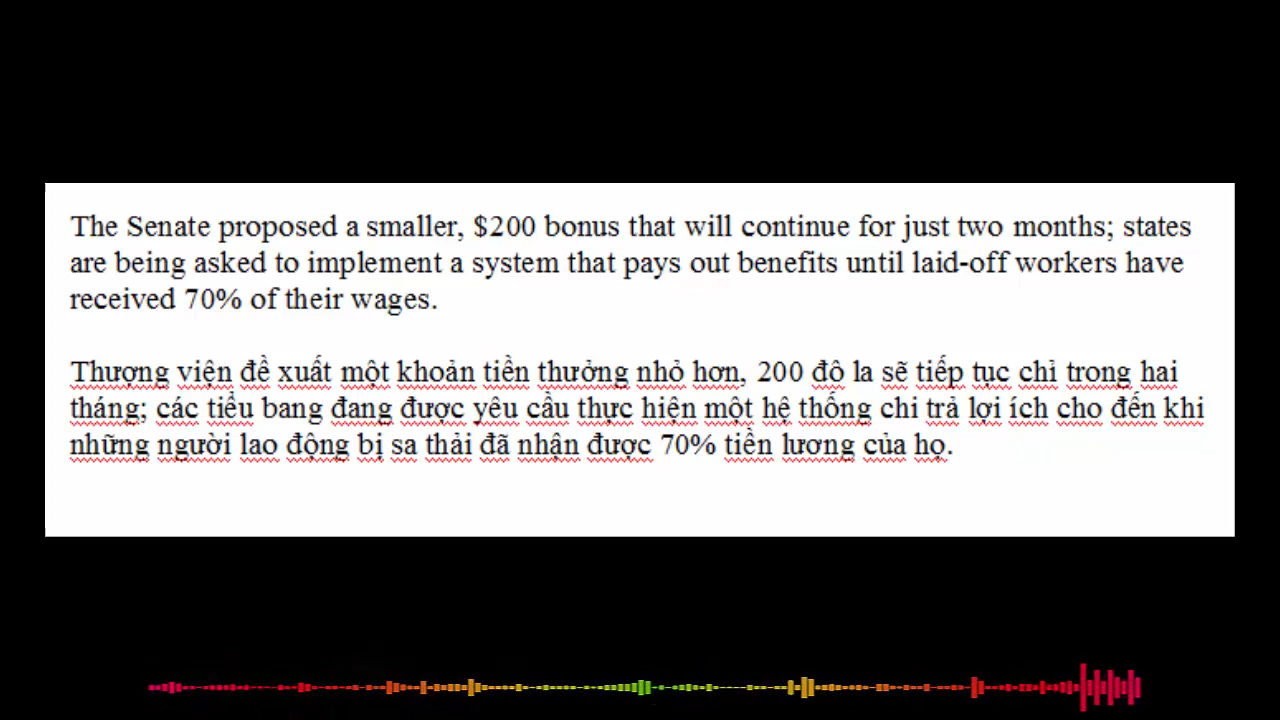 The Senate proposed a smaller, $200 bonus that will continue for just two months; states
are being asked to implement a system that pays out benefits until laid-off workers have
received 70% of their wages.
Thượng viện đề xuất một khoản tiền thưởng nhỏ hơn, 200 đô la sẽ tiếp tục chỉ trong hai
tháng; các tiểu bang đang được yêu cầu thực hiện một hệ thống chi trả lợi ích cho đến khi
những người lao động bị sa thải đã nhận được 70% tiền lương của họ.